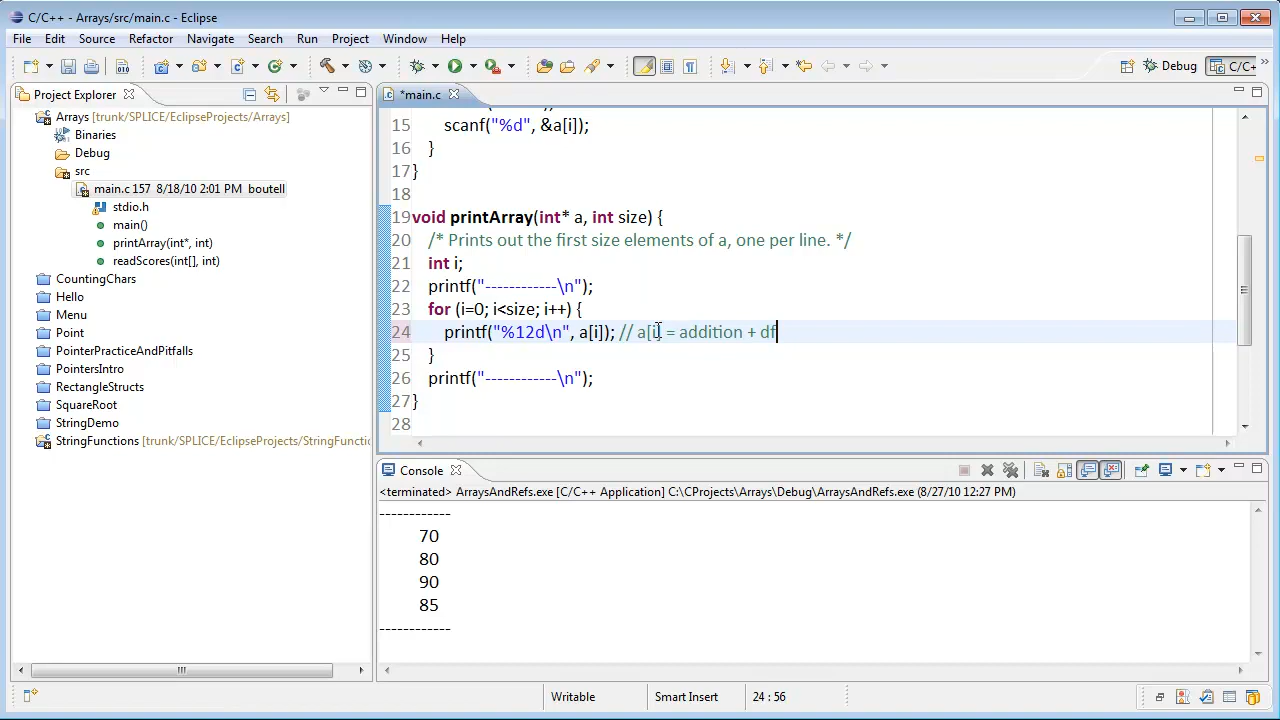 C/C++ - Arrays/src/main.c - Eclipse
File Edit Source Refactor Navigate Search Run Project Window Help
Debug C/C++
Project Explorer
Arrays [trunk/SPLICE/EclipseProjects/Arrays]
Binaries
Debug
src
main.c 157 8/18/10 2:01 PM boutell
stdio.h
main()
printArray(int*, int)
readScores(int[], int)
CountingChars
Hello
Menu
Point
PointerPracticeAndPitfalls
PointersIntro
RectangleStructs
SquareRoot
StringDemo
StringFunctions [trunk/SPLICE/EclipseProjects/StringFuncti
*main.c
15 scanf("%d", &a[i]);
16 }
17 }
18
19 void printArray(int* a, int size) {
20 /* Prints out the first size elements of a, one per line. */
21 int i;
22 printf("------------\n");
23 for (i=0; i<size; i++) {
24 printf("%12d\n", a[i]); // a[i] = addition + df
25 }
26 printf("------------\n");
27 }
28
Console
<terminated> ArraysAndRefs.exe [C/C++ Application] C:\CProjects\Arrays\Debug\ArraysAndRefs.exe (8/27/10 12:27 PM)
------------
70
80
90
85
------------
Writable Smart Insert 24 : 56